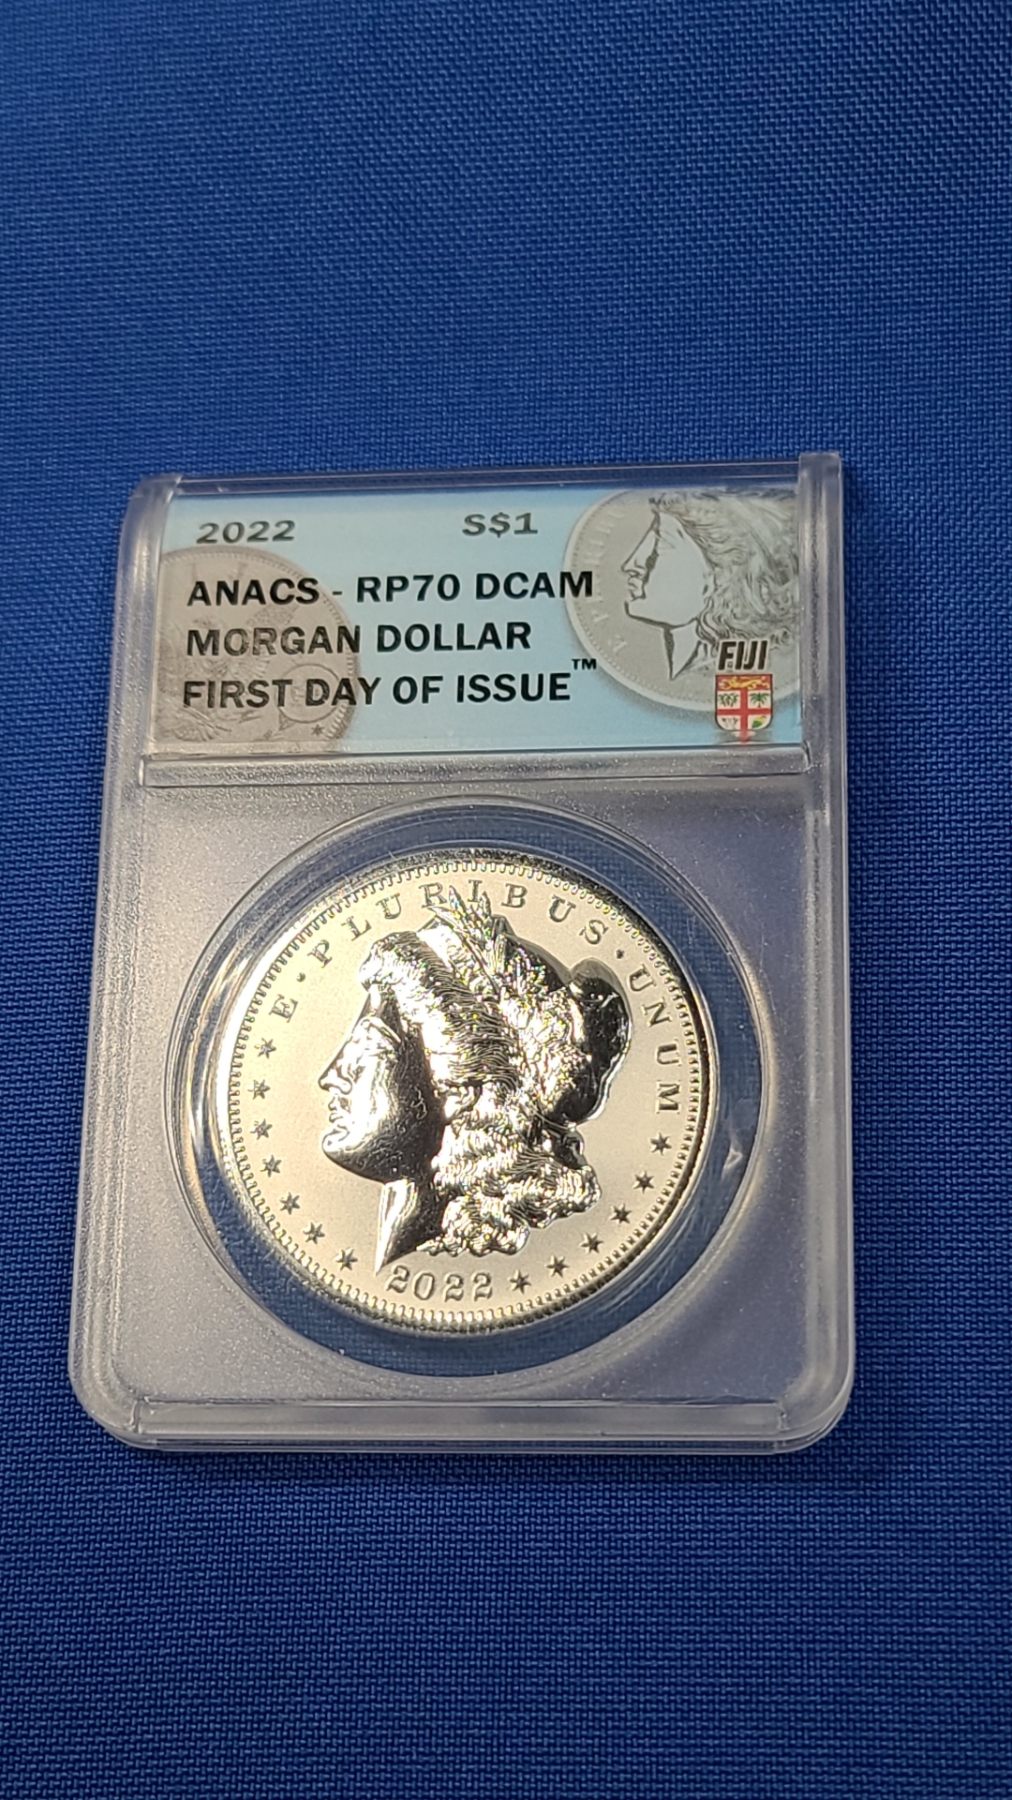 2022 S$1
ANACS - RP70 DCAM
MORGAN DOLLAR
FIRST DAY OF ISSUE™
FIJI
E · PLURIBUS · UNUM
2022